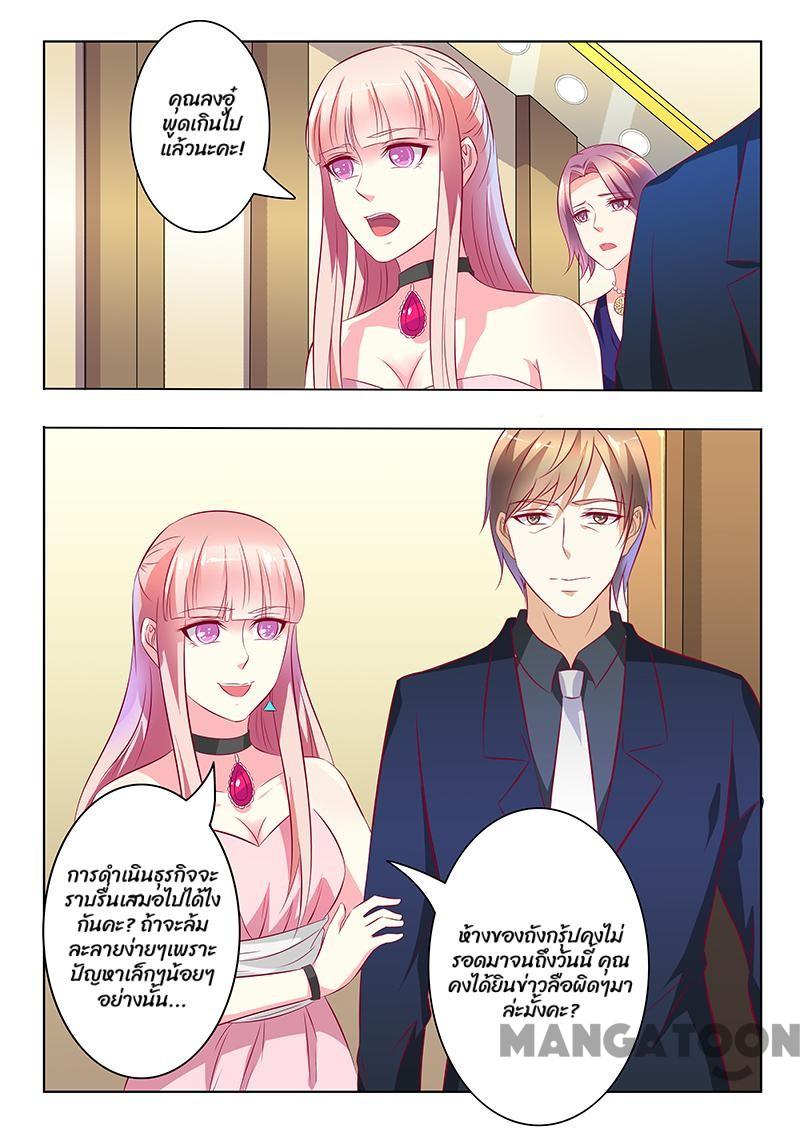 คุณลงอู๋
พูดเกินไป
แล้วนะคะ!
การดำเนินธุรกิจจะ
ราบรื่นเสมอไปได้ไง
กันคะ? ถ้าจะล้ม
ละลายง่ายๆเพราะ
ปัญหาเล็กๆน้อยๆ
อย่างนั้น...
ห้างของถังกรุ้ปคงไม่
รอดมาจนถึงวันนี้ คุณ
คงได้ยินข่าวลือผิดๆมา
ล่ะมั้งคะ?
MANGATOON